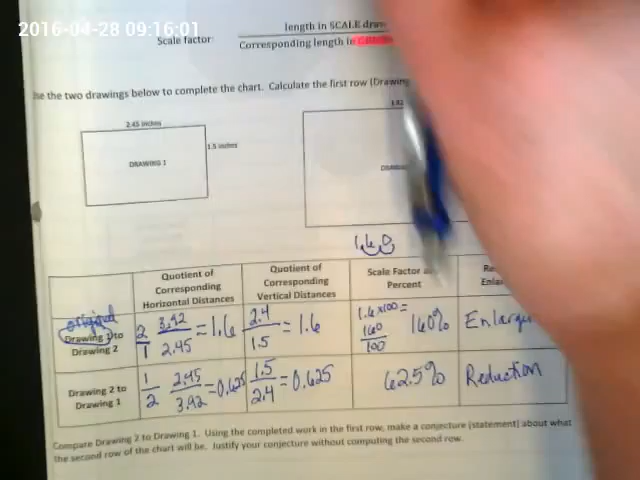 2016-04-28 09:16:01
length in SCALE
Scale factor:
Corresponding length in
the two drawings below to complete the chart. Calculate the first row (Drawing
2.45 inches
1.5 inches
DRAWING 1
1.60
Quotient of Corresponding Horizontal Distances
Quotient of Corresponding Vertical Distances
Scale Factor
Percent
original
Drawing 1 to Drawing 2
2/1 3.92/2.45 = 1.6
2.4/1.5 = 1.6
1.6 x 100 =
160/100
160%
Drawing 2 to Drawing 1
1/2 2.45/3.92 = 0.625
1.5/2.4 = 0.625
62.5%
Reduction
Compare Drawing 2 to Drawing 1. Using the completed work in the first row, make a conjecture (statement) about what
the second row of the chart will be. Justify your conjecture without computing the second row.